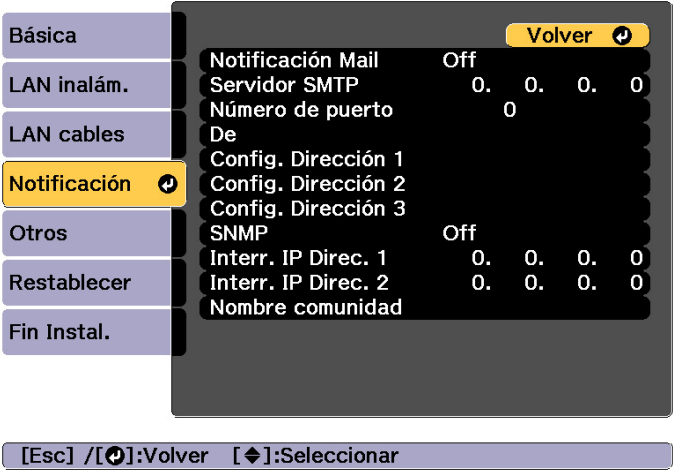 Básica
LAN inalám.
LAN cables
Notificación
Otros
Restablecer
Fin Instal.
Volver
Notificación Mail Off
Servidor SMTP 0. 0. 0. 0
Número de puerto 0
De
Config. Dirección 1
Config. Dirección 2
Config. Dirección 3
SNMP Off
Interr. IP Direc. 1 0. 0. 0. 0
Interr. IP Direc. 2 0. 0. 0. 0
Nombre comunidad
[Esc] /[⏎]:Volver [◆]:Seleccionar